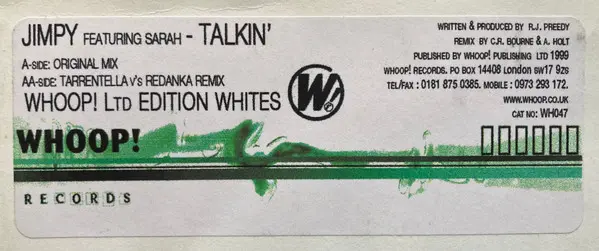 JIMPY FEATURING SARAH - TALKIN'
A-SIDE: ORIGINAL MIX
AA-SIDE: TARRENTELLA V's REDANKA REMIX
WHOOP! LTD EDITION WHITES
W!
WRITTEN & PRODUCED BY R.J. PREEDY
REMIX BY C.R. BOURNE & A. HOLT
PUBLISHED BY WHOOP! PUBLISHING LTD 1999
WHOOP! RECORDS. PO BOX 14408 London SW17 9ZS
TEL/FAX : 0181 875 0385. MOBILE : 0973 293 172.
WWW.WHOOP.CO.UK
CAT NO: WH047
WHOOP!
RECORDS